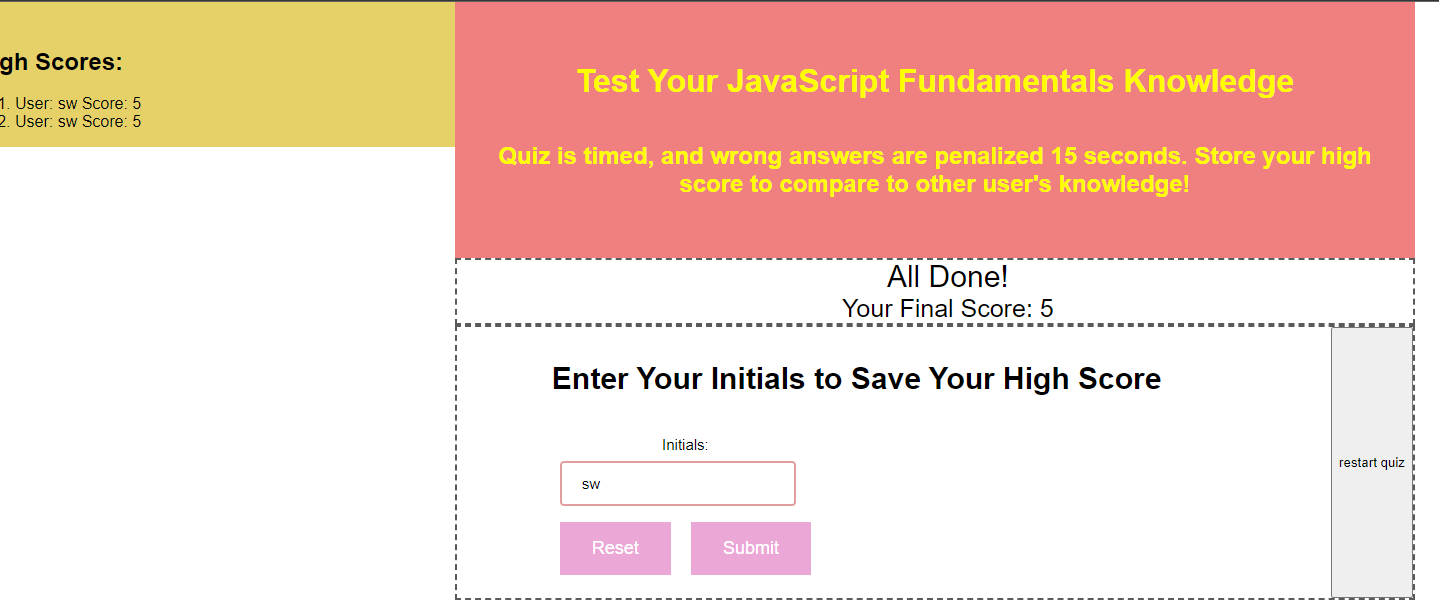 gh Scores:
1. User: sw Score: 5
2. User: sw Score: 5
Test Your JavaScript Fundamentals Knowledge
Quiz is timed, and wrong answers are penalized 15 seconds. Store your high
score to compare to other user's knowledge!
All Done!
Your Final Score: 5
Enter Your Initials to Save Your High Score
Initials:
sw
Reset Submit
restart quiz